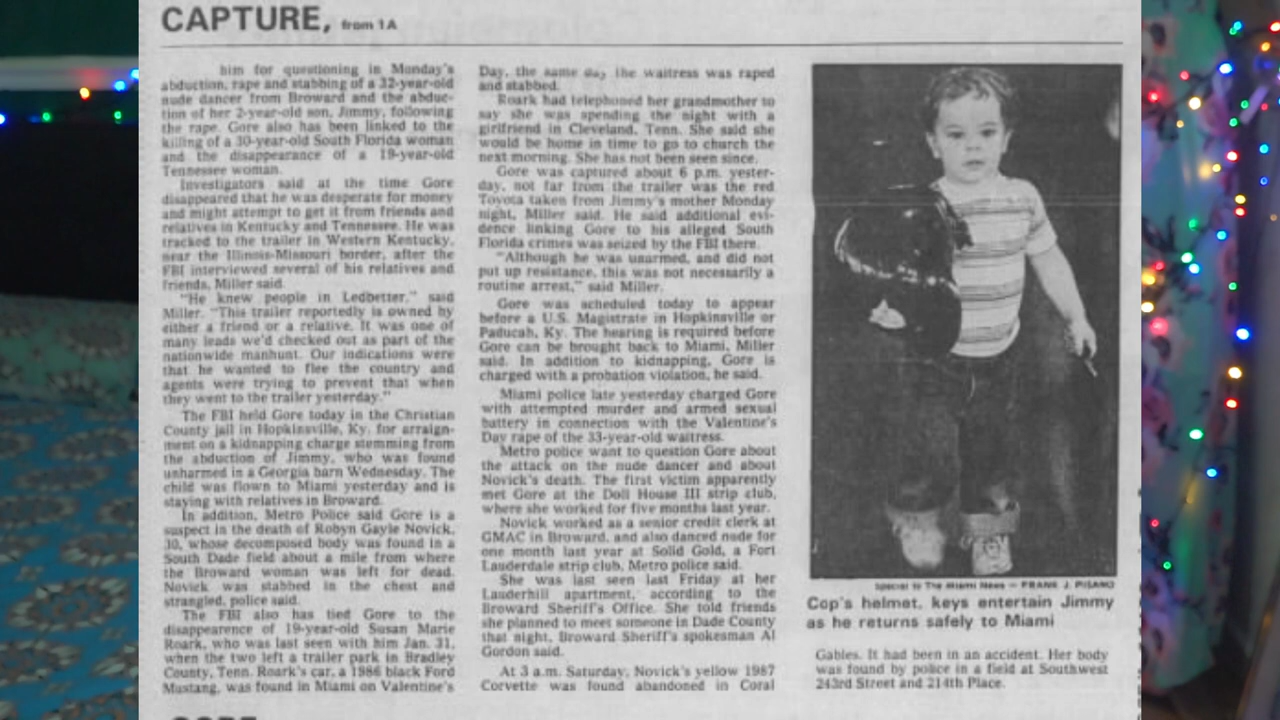 CAPTURE, from 1A
him for questioning in Monday's
abduction, rape and stabbing of a 32-year-old
nude dancer from Broward and the abduc-
tion of her 2-year-old son, Jimmy, following
the rape. Gore also has been linked to the
killing of a 30-year-old South Florida woman
and the disappearance of a 19-year-old
Tennessee woman.
Investigators said at the time Gore
disappeared that he was desperate for money
and might attempt to get it from friends and
relatives in Kentucky and Tennessee. He was
tracked to the trailer in Western Kentucky,
near the Illinois-Missouri border, after the
FBI interviewed several of his relatives and
friends, Miller said.
"He knew people in Ledbetter," said
Miller. "This trailer reportedly is owned by
either a friend or a relative. It was one of
many leads we'd checked out as part of the
nationwide manhunt. Our indications were
that he wanted to flee the country and
agents were trying to prevent that when
they went to the trailer yesterday."
The FBI held Gore today in the Christian
County jail in Hopkinsville, Ky. for arraign-
ment on a kidnapping charge stemming from
the abduction of Jimmy, who was found
unharmed in a Georgia barn Wednesday. The
child was flown to Miami yesterday and is
staying with relatives in Broward.
In addition, Metro Police said Gore is a
suspect in the death of Robyn Gayle Novick,
30, whose decomposed body was found in a
South Dade field about a mile from where
the Broward woman was left for dead.
Novick was stabbed in the chest and
strangled, police said.
The FBI also has tied Gore to the
disappearence of 19-year-old Susan Marie
Roark, who was last seen with him Jan. 31,
when the two left a trailer park in Bradley
County, Tenn. Roark's car, a 1986 black Ford
Mustang, was found in Miami on Valentine's
Day, the same day the waitress was raped
and stabbed.
Roark had telephoned her grandmother to
say she was spending the night with a
girlfriend in Cleveland, Tenn. She said she
would be home in time to go to church the
next morning. She has not been seen since.
Gore was captured about 6 p.m. yester-
day, not far from the trailer was the red
Toyota taken from Jimmy's mother Monday
night, Miller said. He said additional evi-
dence linking Gore to his alleged South
Florida crimes was seized by the FBI there.
"Although he was unarmed, and did not
put up resistance, this was not necessarily a
routine arrest," said Miller.
Gore was scheduled today to appear
before a U.S. Magistrate in Hopkinsville or
Paducah, Ky. The hearing is required before
Gore can be brought back to Miami, Miller
said. In addition to kidnapping, Gore is
charged with a probation violation, he said.
Miami police late yesterday charged Gore
with attempted murder and armed sexual
battery in connection with the Valentine's
Day rape of the 33-year-old waitress.
Metro police want to question Gore about
the attack on the nude dancer and about
Novick's death. The first victim apparently
met Gore at the Doll House III strip club,
where she worked for five months last year.
Novick worked as a senior credit clerk at
GMAC in Broward, and also danced nude for
one month last year at Solid Gold, a Fort
Lauderdale strip club, Metro police said.
She was last seen last Friday at her
Lauderhill apartment, according to the
Broward Sheriff's Office. She told friends
she planned to meet someone in Dade County
that night, Broward Sheriff's spokesman Al
Gordon said.
At 3 a.m. Saturday, Novick's yellow 1987
Corvette was found abandoned in Coral
Special to The Miami News — FRANK J. PISANO
Cop's helmet, keys entertain Jimmy
as he returns safely to Miami
Gables. It had been in an accident. Her body
was found by police in a field at Southwest
243rd Street and 214th Place.